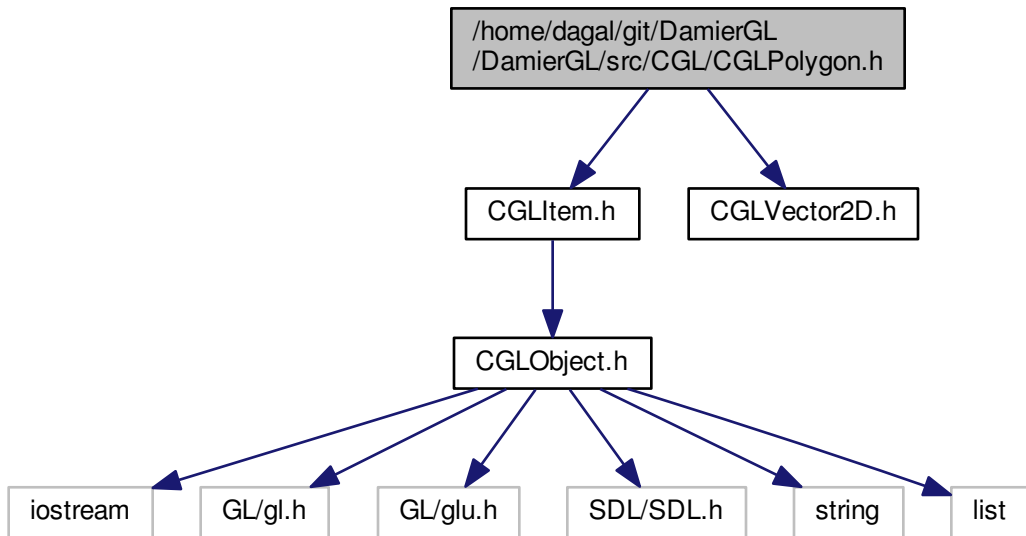 /home/dagal/git/DamierGL
/DamierGL/src/CGL/CGLPolygon.h
CGLItem.h
CGLVector2D.h
CGLObject.h
iostream
GL/gl.h
GL/glu.h
SDL/SDL.h
string
list